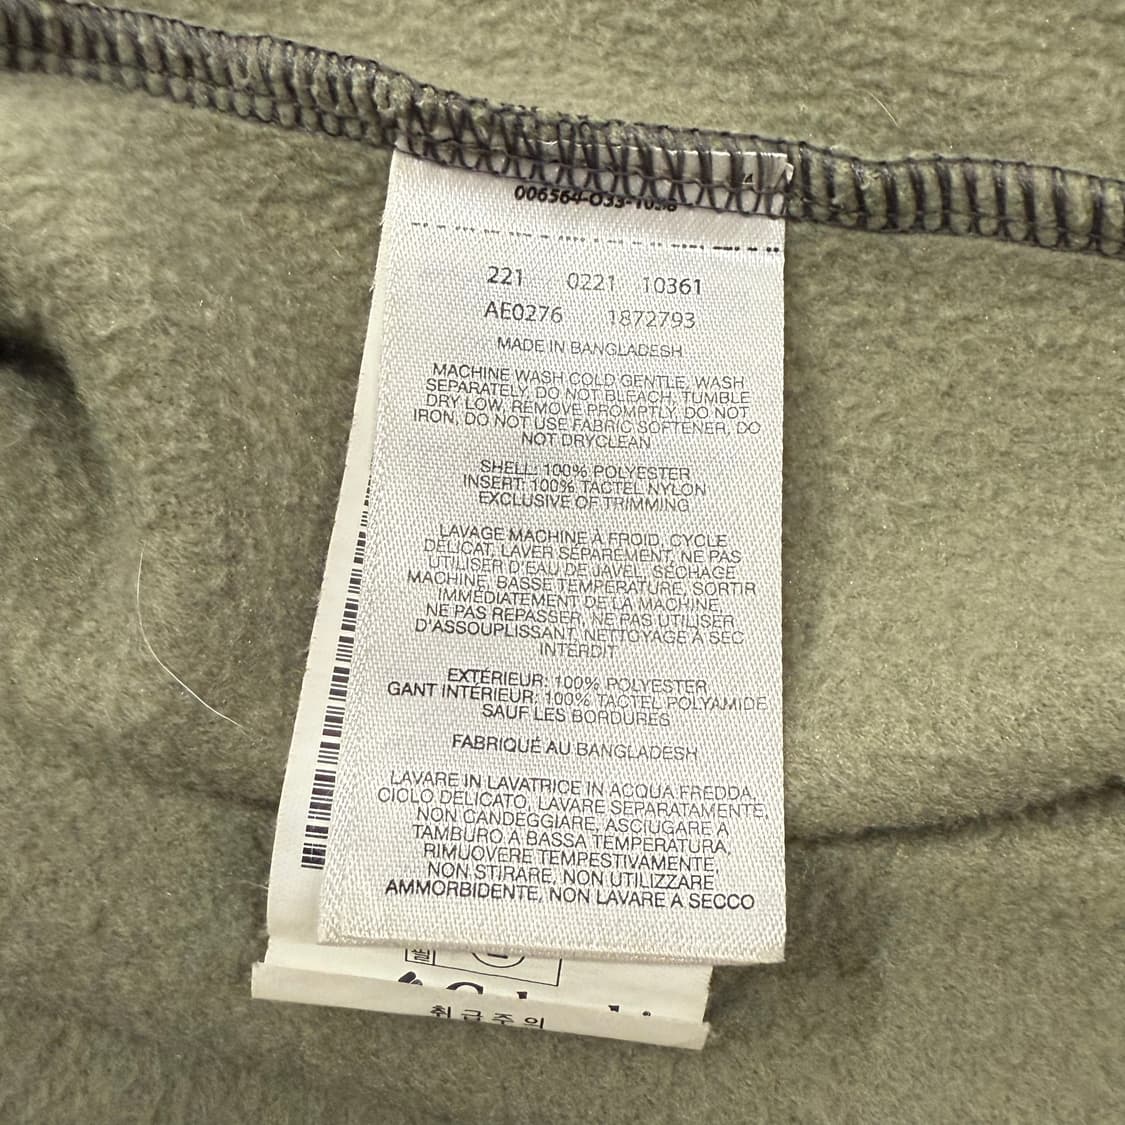 221 0221 10361
AE0276 1872793
MADE IN BANGLADESH
MACHINE WASH COLD GENTLE, WASH
SEPARATELY, DO NOT BLEACH, TUMBLE
DRY LOW, REMOVE PROMPTLY, DO NOT
IRON, DO NOT USE FABRIC SOFTENER, DO
NOT DRYCLEAN
SHELL: 100% POLYESTER
INSERT: 100% TACTEL NYLON
EXCLUSIVE OF TRIMMING
LAVAGE MACHINE À FROID, CYCLE
DÉLICAT, LAVER SÉPARÉMENT, NE PAS
UTILISER D'EAU DE JAVEL, SÉCHAGE
MACHINE, BASSE TEMPÉRATURE, SORTIR
IMMÉDIATEMENT DE LA MACHINE,
NE PAS REPASSER, NE PAS UTILISER
D'ASSOUPLISSANT, NETTOYAGE À SEC
INTERDIT
EXTÉRIEUR: 100% POLYESTER
GANT INTÉRIEUR: 100% TACTEL POLYAMIDE
SAUF LES BORDURES
FABRIQUÉ AU BANGLADESH
LAVARE IN LAVATRICE IN ACQUA FREDDA,
CICLO DELICATO, LAVARE SEPARATAMENTE,
NON CANDEGGIARE, ASCIUGARE A
TAMBURO A BASSA TEMPERATURA,
RIMUOVERE TEMPESTIVAMENTE,
NON STIRARE, NON UTILIZZARE
AMMORBIDENTE, NON LAVARE A SECCO
취급주의